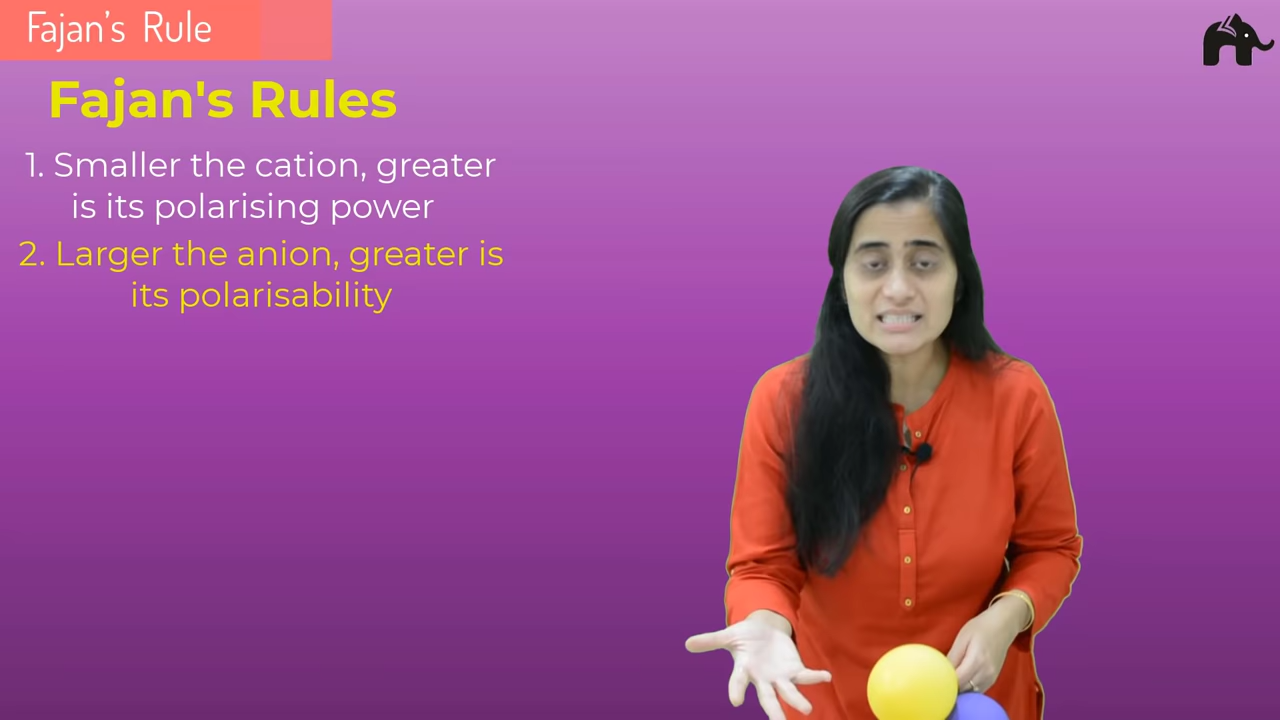 Fajan's Rule
Fajan's Rules
1. Smaller the cation, greater
is its polarising power
2. Larger the anion, greater is
its polarisability